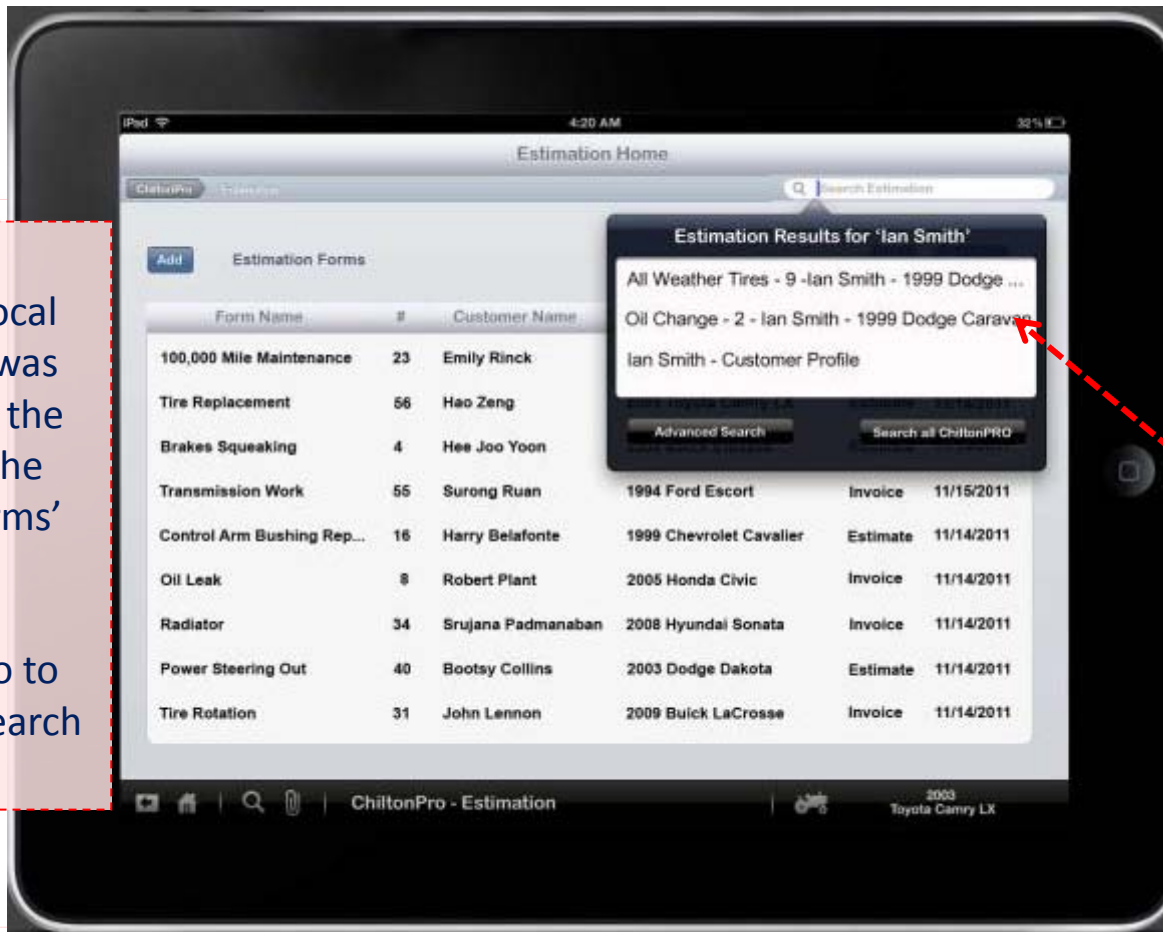 iPad 4:20 AM 32%
Estimation Home
ChiltonPro Estimation Search Estimation
Estimation Results for 'Ian Smith'
All Weather Tires - 9 -Ian Smith - 1999 Dodge ...
Oil Change - 2 - Ian Smith - 1999 Dodge Caravan
Ian Smith - Customer Profile
Advanced Search Search all ChiltonPRO
Add Estimation Forms
Form Name # Customer Name
100,000 Mile Maintenance 23 Emily Rinck
Tire Replacement 56 Hao Zeng 2003 Toyota Camry LX Estimate
Brakes Squeaking 4 Hee Joo Yoon
Transmission Work 55 Surong Ruan 1994 Ford Escort Invoice 11/15/2011
Control Arm Bushing Rep... 16 Harry Belafonte 1999 Chevrolet Cavalier Estimate 11/14/2011
Oil Leak 8 Robert Plant 2005 Honda Civic Invoice 11/14/2011
Radiator 34 Srujana Padmanaban 2008 Hyundai Sonata Invoice 11/14/2011
Power Steering Out 40 Bootsy Collins 2003 Dodge Dakota Estimate 11/14/2011
Tire Rotation 31 John Lennon 2009 Buick LaCrosse Invoice 11/14/2011
ChiltonPro - Estimation
2003
Toyota Camry LX
ocal
was
the
he
rms'
o to
earch